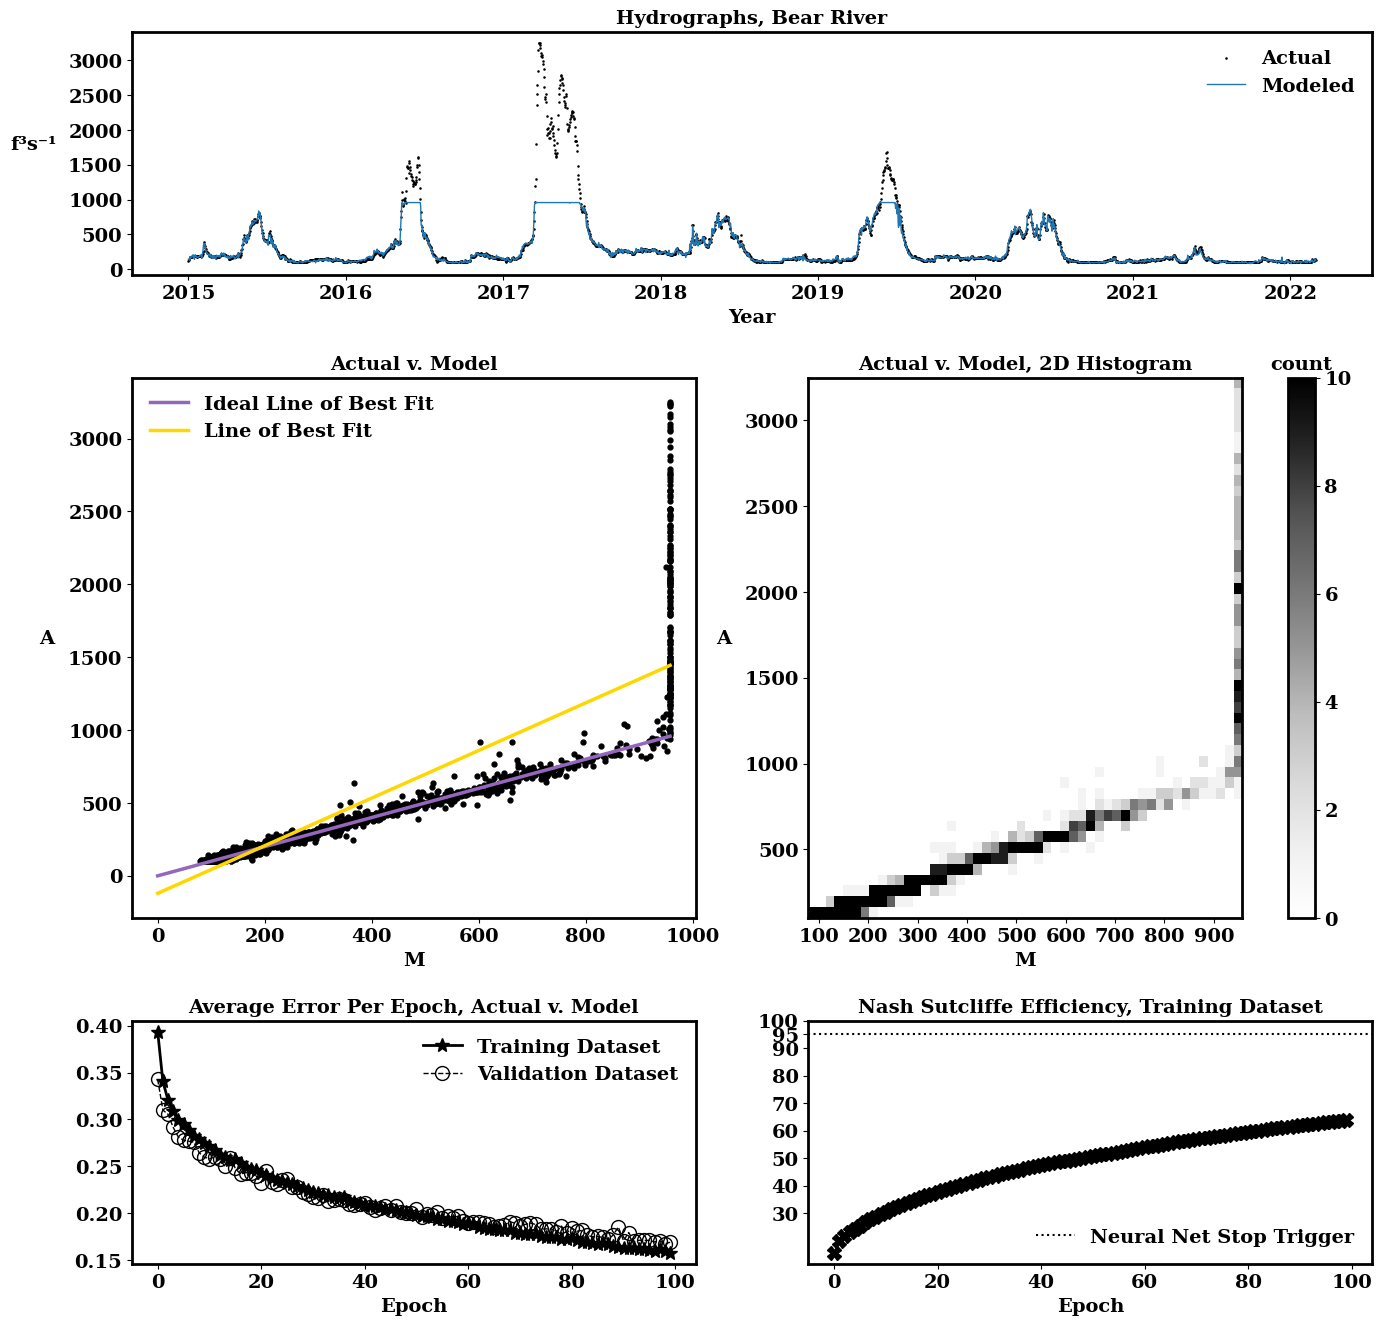 Hydrographs, Bear River
3000
2500
2000
1500
1000
500
0
f³s⁻¹
Actual
Modeled
2015 2016 2017 2018 2019 2020 2021 2022
Year
Actual v. Model
Ideal Line of Best Fit
Line of Best Fit
3000
2500
2000
1500
1000
500
0
A
0 200 400 600 800 1000
M
Actual v. Model, 2D Histogram
3000
2500
2000
1500
1000
500
A
100 200 300 400 500 600 700 800 900
M
count
10
8
6
4
2
0
Average Error Per Epoch, Actual v. Model
0.40
0.35
0.30
0.25
0.20
0.15
Training Dataset
Validation Dataset
0 20 40 60 80 100
Epoch
Nash Sutcliffe Efficiency, Training Dataset
100
95
90
80
70
60
50
40
30
Neural Net Stop Trigger
0 20 40 60 80 100
Epoch